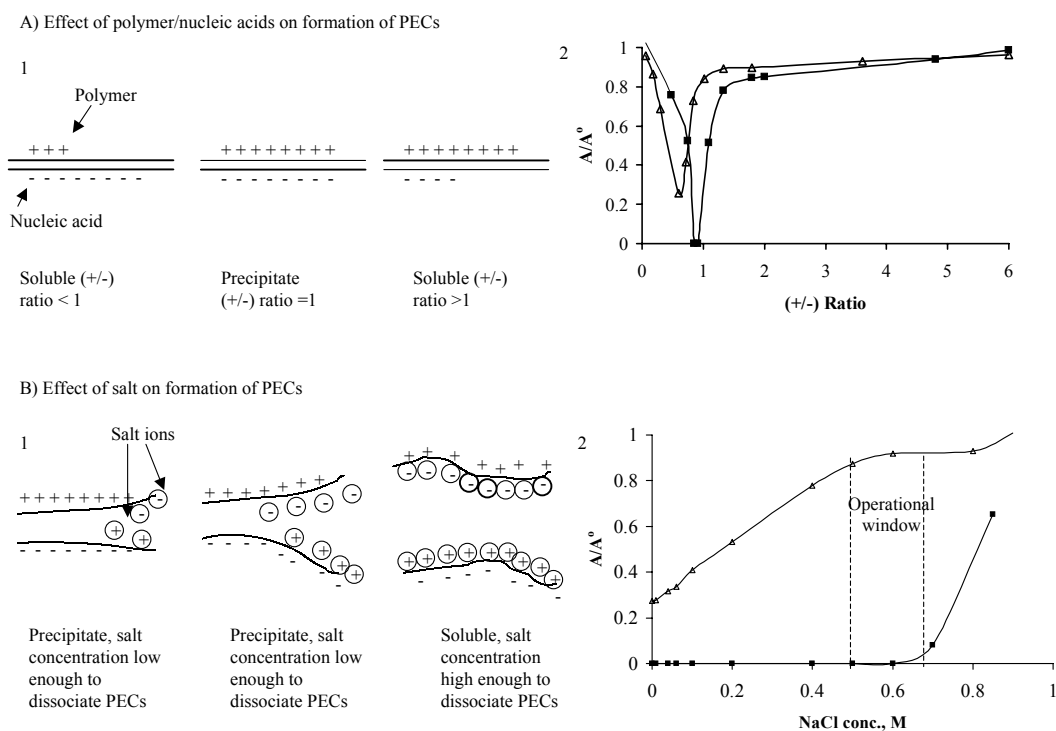 A) Effect of polymer/nucleic acids on formation of PECs
1
Polymer
+ + +
- - - - - - - -
Nucleic acid
+ + + + + + + +
- - - - - - - -
+ + + + + + + +
- - - - -
Soluble (+/-)
ratio < 1
Precipitate
(+/-) ratio =1
Soluble (+/-)
ratio >1
2
A/A°
1
0.8
0.6
0.4
0.2
0
0 1 2 3 4 5 6
(+/-) Ratio
B) Effect of salt on formation of PECs
1
Salt ions
Precipitate, salt
concentration low
enough to
dissociate PECs
Precipitate, salt
concentration low
enough to
dissociate PECs
Soluble, salt
concentration
high enough to
dissociate PECs
2
A/A°
1
0.8
0.6
0.4
0.2
0
Operational
window
0 0.2 0.4 0.6 0.8 1
NaCl conc., M